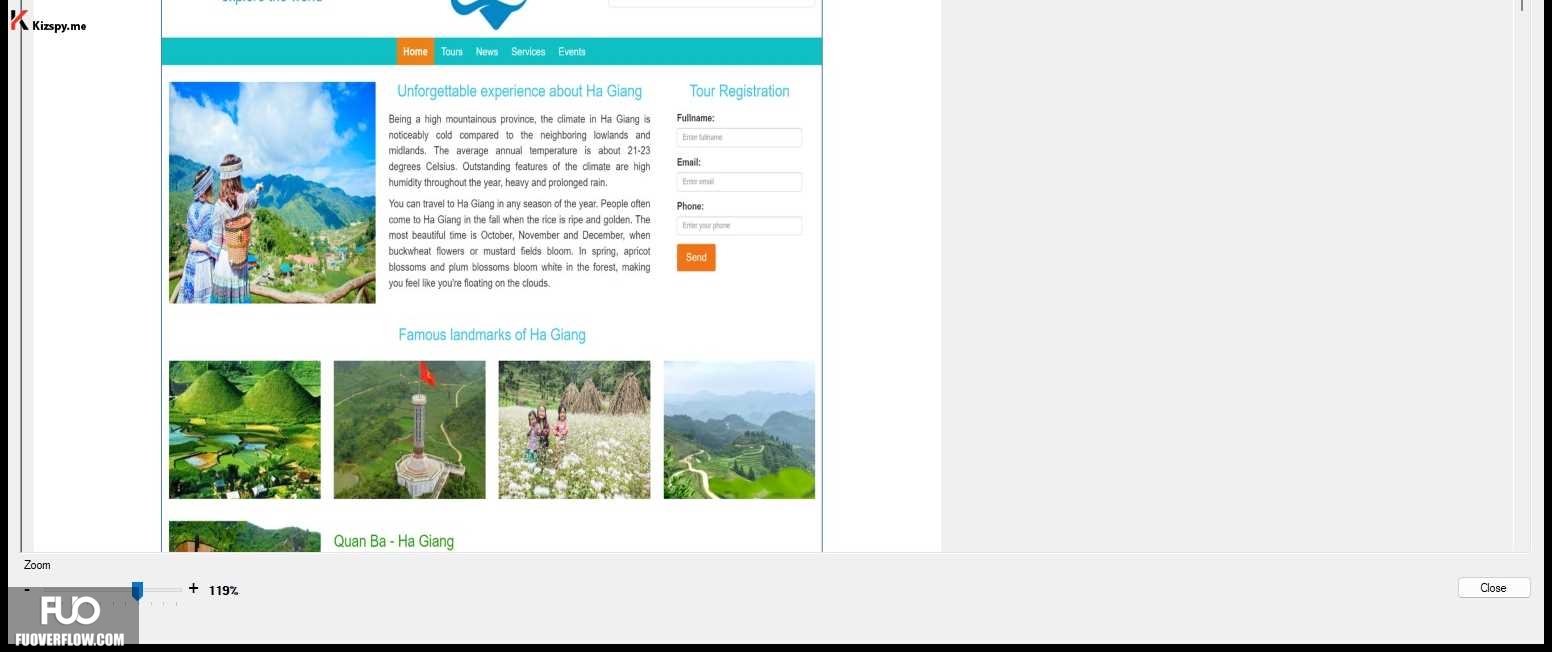 explore the world
Kizspy.me
Home Tours News Services Events
Unforgettable experience about Ha Giang
Being a high mountainous province, the climate in Ha Giang is
noticeably cold compared to the neighboring lowlands and
midlands. The average annual temperature is about 21-23
degrees Celsius. Outstanding features of the climate are high
humidity throughout the year, heavy and prolonged rain.
You can travel to Ha Giang in any season of the year. People often
come to Ha Giang in the fall when the rice is ripe and golden. The
most beautiful time is October, November and December, when
buckwheat flowers or mustard fields bloom. In spring, apricot
blossoms and plum blossoms bloom white in the forest, making
you feel like you're floating on the clouds.
Tour Registration
Fullname:
Enter fullname
Email:
Enter email
Phone:
Enter your phone
Send
Famous landmarks of Ha Giang
Quan Ba - Ha Giang
Zoom
- + 119%
Close
FUO
FUOVERFLOW.COM